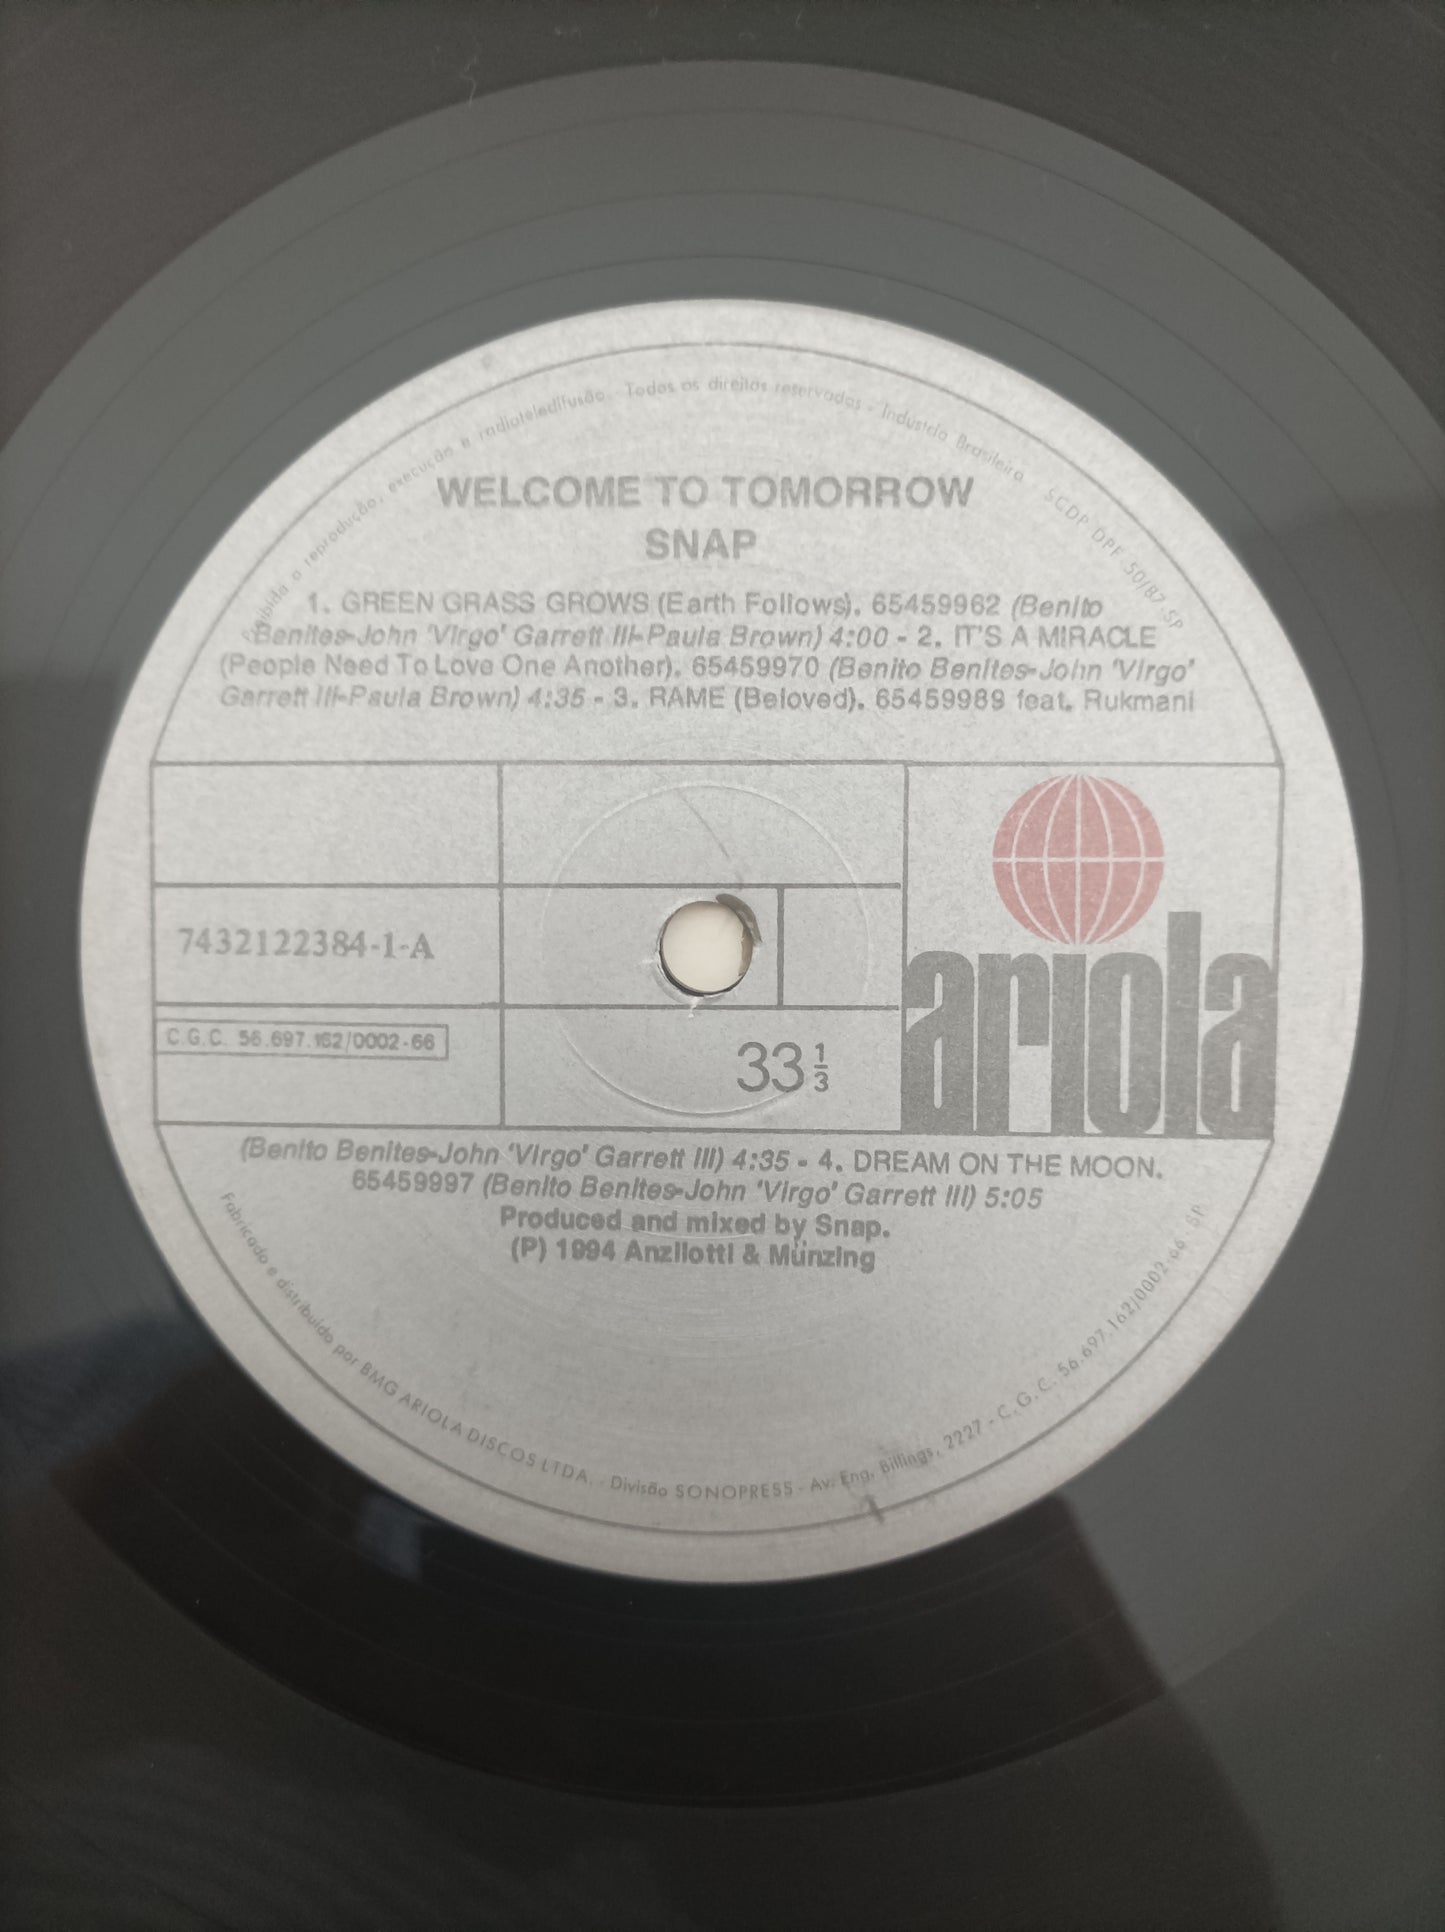 Proibida a reprodução, execução e radioteledifusão - Todos os direitos reservados - Indústria Brasileira SCDP DPF 50/87 SP
WELCOME TO TOMORROW
SNAP
1. GREEN GRASS GROWS (Earth Follows). 65459962 (Benito
Benites-John 'Virgo' Garrett III-Paula Brown) 4:00 - 2. IT'S A MIRACLE
(People Need To Love One Another). 65459970 (Benito Benites-John 'Virgo'
Garrett III-Paula Brown) 4:35 - 3. RAME (Beloved). 65459989 feat. Rukmani
7432122384-1-A
C.G.C. 56.697.162/0002-66
33 1/3
ariola
(Benito Benites-John 'Virgo' Garrett III) 4:35 - 4. DREAM ON THE MOON.
65459997 (Benito Benites-John 'Virgo' Garrett III) 5:05
Produced and mixed by Snap.
(P) 1994 Anzilotti & Münzing
Fabricado e distribuído por BMG ARIOLA DISCOS LTDA. - Divisão SONOPRESS - Av. Eng. Billings, 2227 - C.G.C. 56.697.162/0002-66 - SP